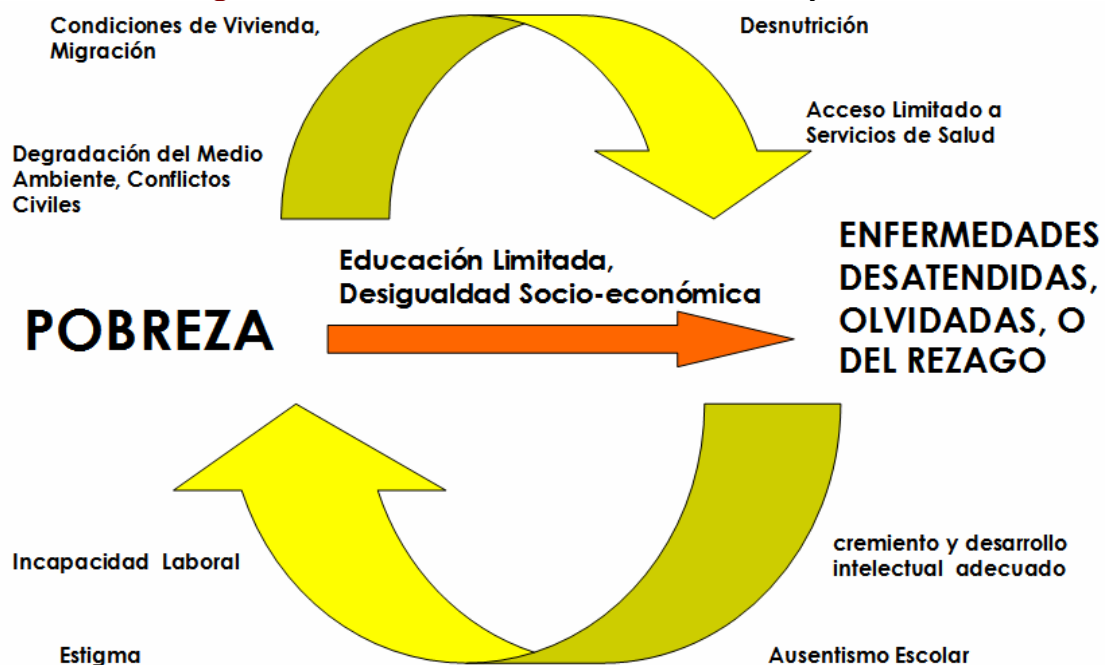 Condiciones de Vivienda,
Migración
Desnutrición
Acceso Limitado a
Servicios de Salud
Degradación del Medio
Ambiente, Conflictos
Civiles
Educación Limitada,
Desigualdad Socio-económica
POBREZA
ENFERMEDADES
DESATENDIDAS,
OLVIDADAS, O
DEL REZAGO
Incapacidad Laboral
cremiento y desarrollo
intelectual adecuado
Estigma
Ausentismo Escolar